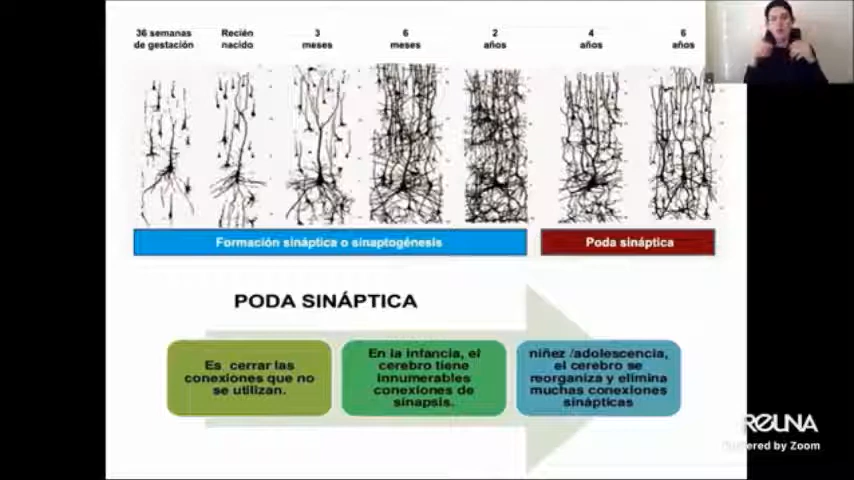 36 semanas de gestación
Recién nacido
3 meses
6 meses
2 años
4 años
6 años
Formación sináptica o sinaptogénesis
Poda sináptica
PODA SINÁPTICA
Es cerrar las
conexiones que no
se utilizan.
En la infancia, el
cerebro tiene
innumerables
conexiones de
sinapsis.
niñez /adolescencia,
el cerebro se
reorganiza y elimina
muchas conexiones
sinápticas
REUNA
Powered by Zoom